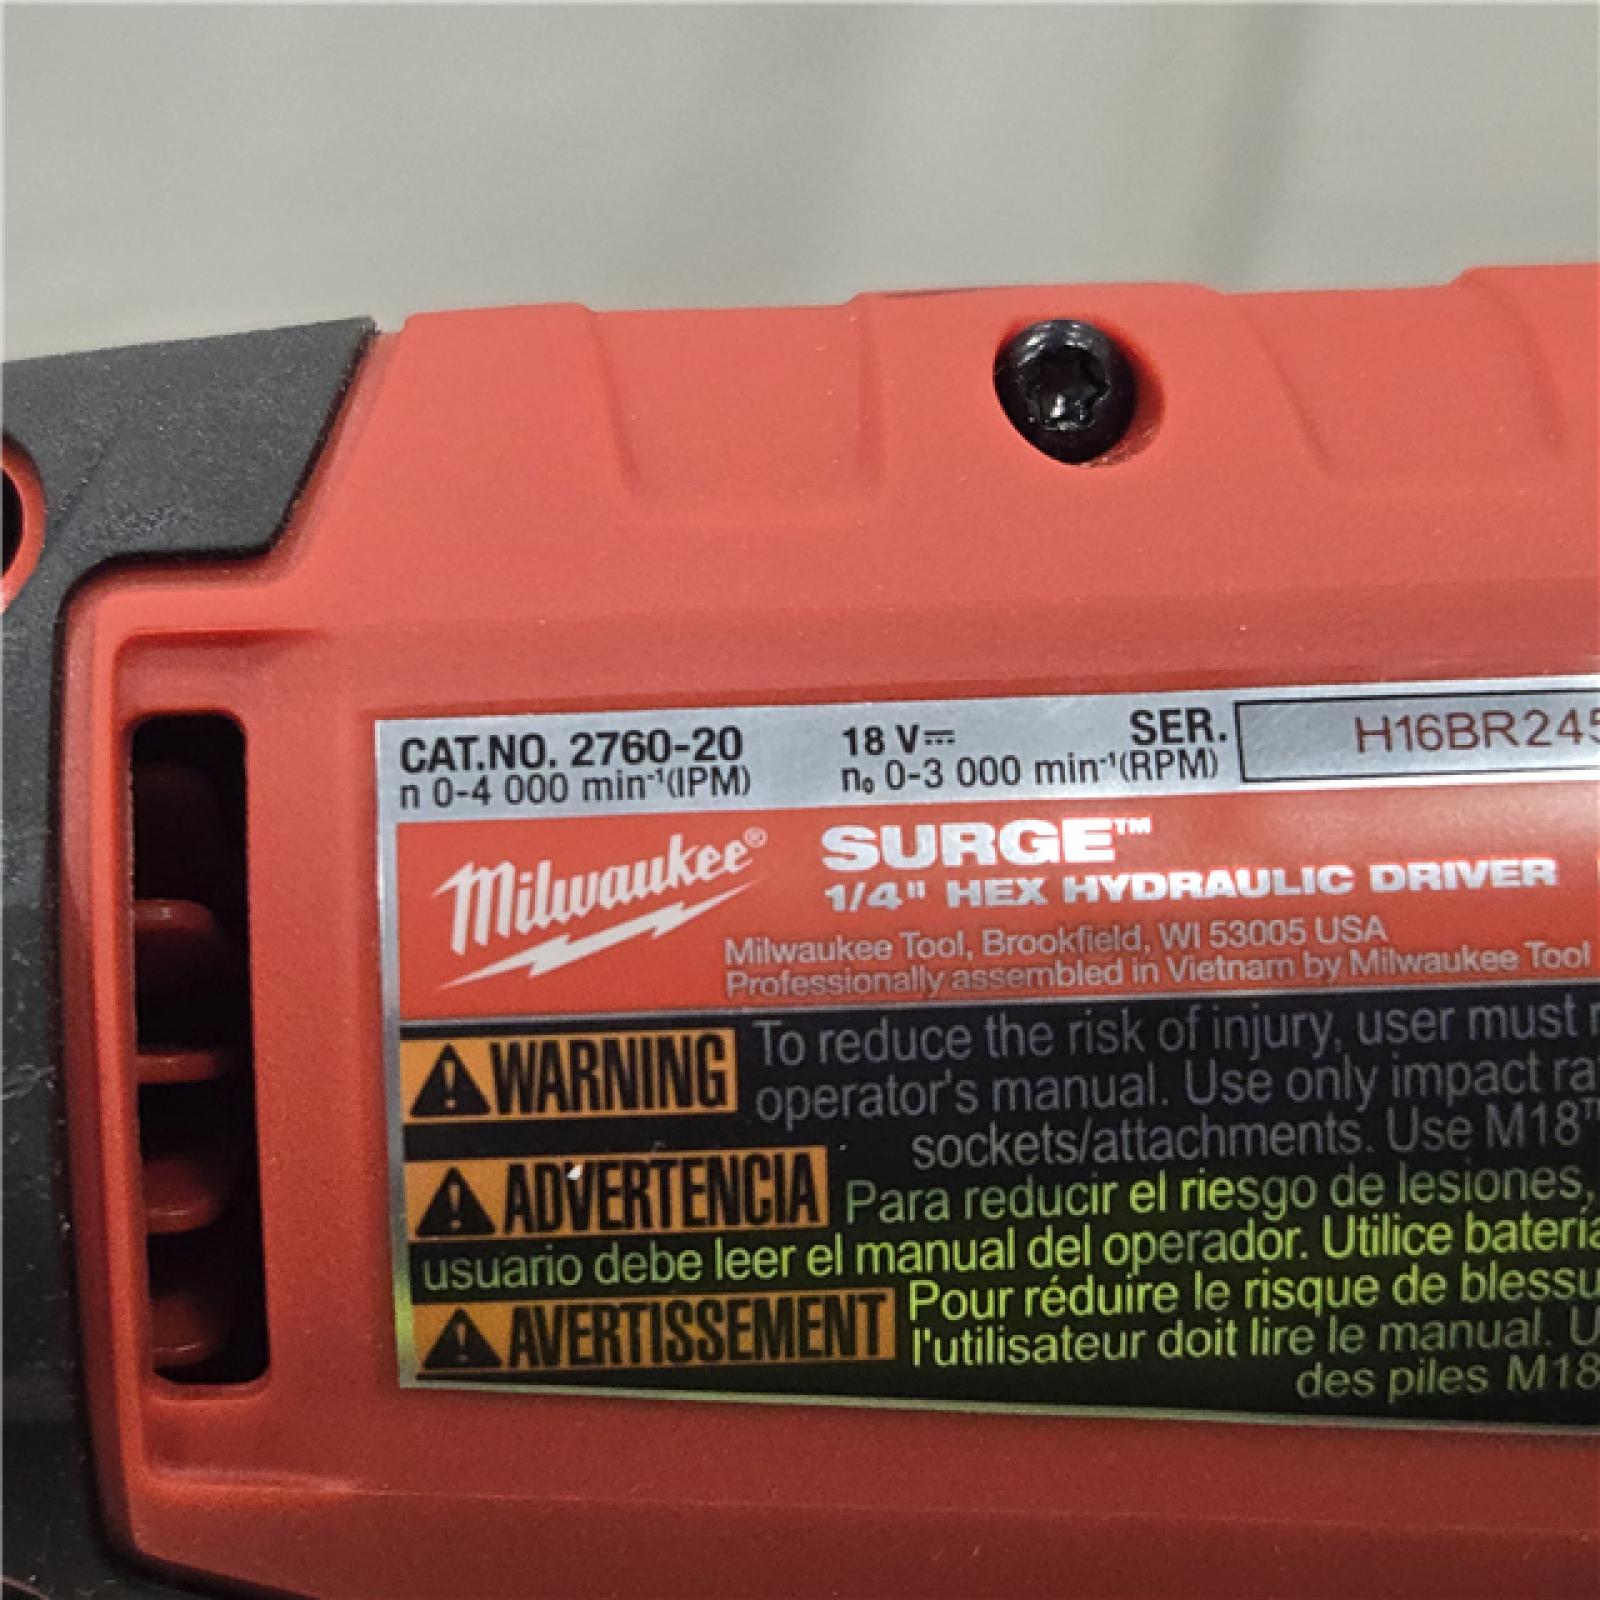 CAT.NO. 2760-20 18 V⎓ SER. H16BR245
n 0-4 000 min⁻¹(IPM) n₀ 0-3 000 min⁻¹(RPM)
Milwaukee® SURGE™
1/4" HEX HYDRAULIC DRIVER
Milwaukee Tool, Brookfield, WI 53005 USA
Professionally assembled in Vietnam by Milwaukee Tool
WARNING To reduce the risk of injury, user must
operator's manual. Use only impact
sockets/attachments. Use M18™
ADVERTENCIA Para reducir el riesgo de lesiones,
usuario debe leer el manual del operador. Utilice
AVERTISSEMENT Pour réduire le risque de
l'utilisateur doit lire le manual.
des piles M18